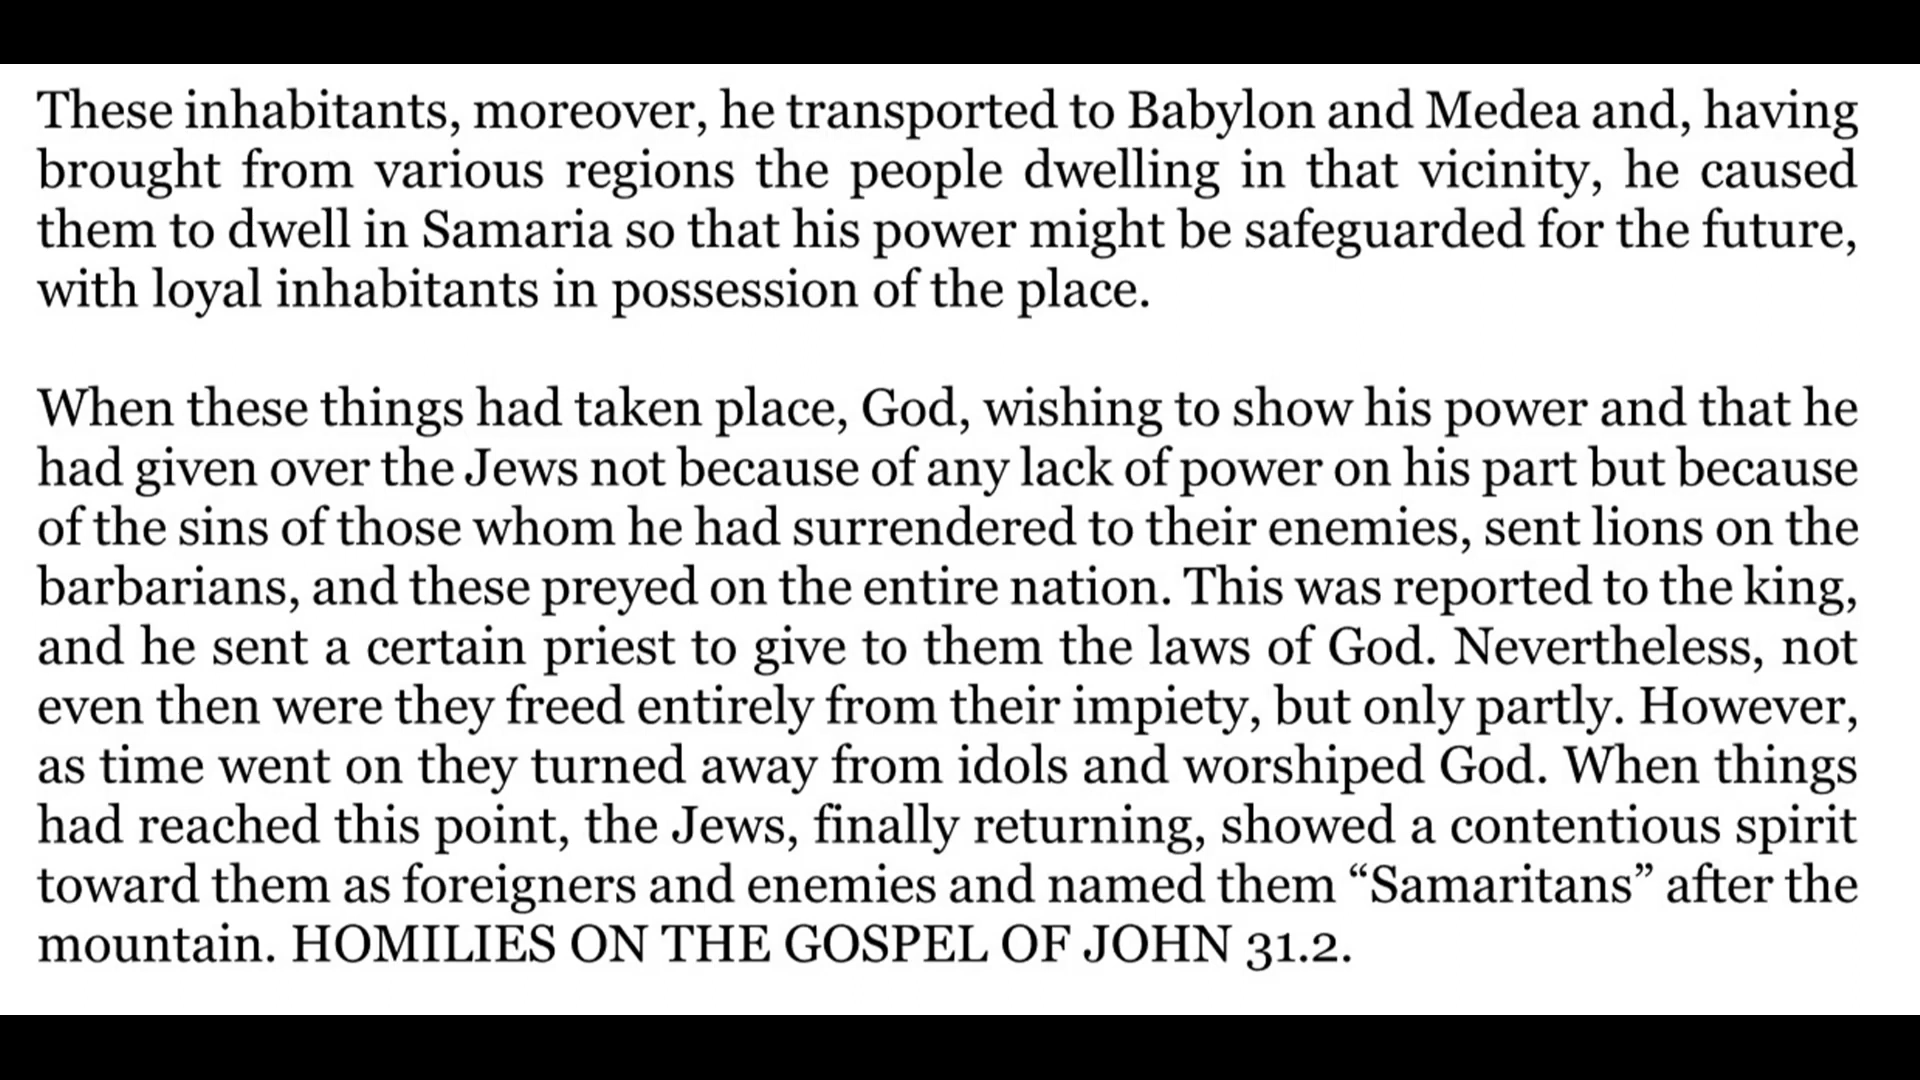 These inhabitants, moreover, he transported to Babylon and Medea and, having
brought from various regions the people dwelling in that vicinity, he caused
them to dwell in Samaria so that his power might be safeguarded for the future,
with loyal inhabitants in possession of the place.
When these things had taken place, God, wishing to show his power and that he
had given over the Jews not because of any lack of power on his part but because
of the sins of those whom he had surrendered to their enemies, sent lions on the
barbarians, and these preyed on the entire nation. This was reported to the king,
and he sent a certain priest to give to them the laws of God. Nevertheless, not
even then were they freed entirely from their impiety, but only partly. However,
as time went on they turned away from idols and worshiped God. When things
had reached this point, the Jews, finally returning, showed a contentious spirit
toward them as foreigners and enemies and named them “Samaritans” after the
mountain. HOMILIES ON THE GOSPEL OF JOHN 31.2.